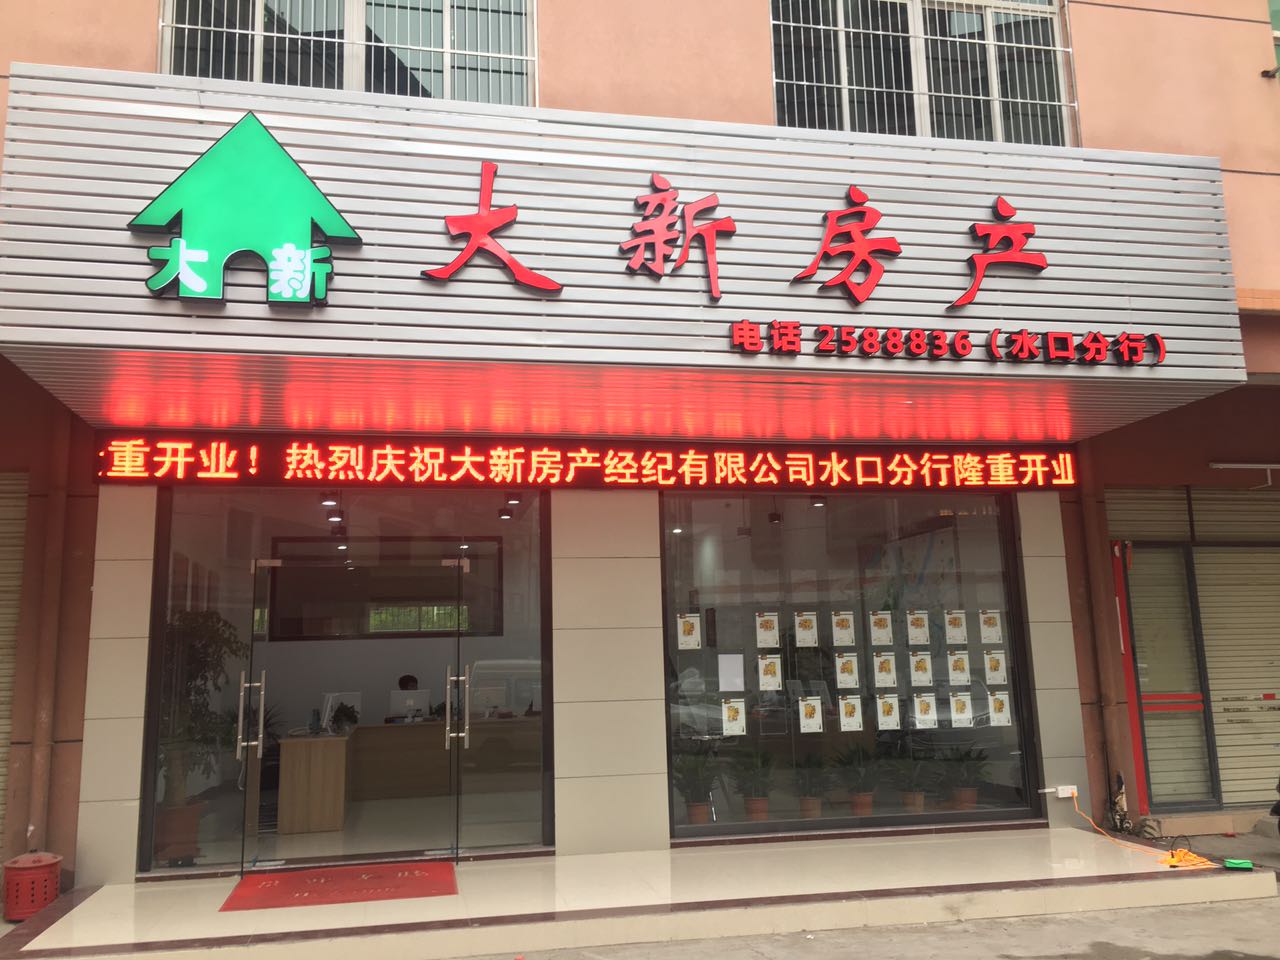 大新
大新房产
电话 2588836（水口分行）
重开业！热烈庆祝大新房产经纪有限公司水口分行隆重开业